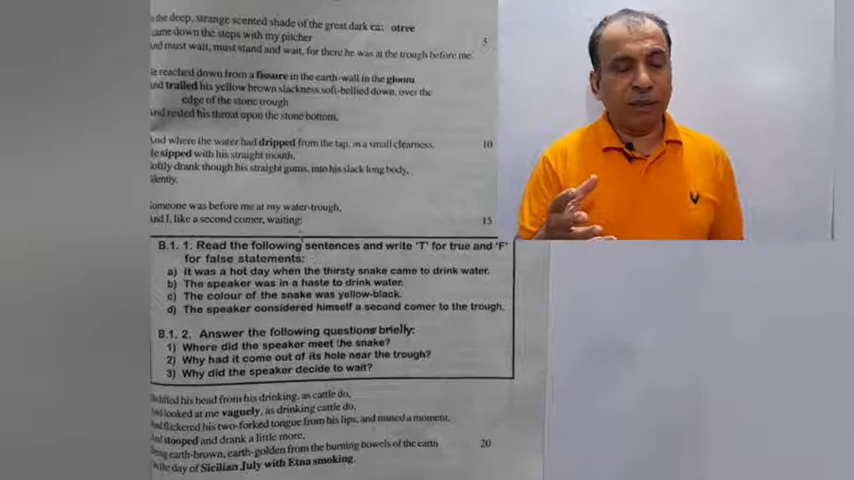 the deep, strange scented shade of the great dark otree
came down the steps with my pitcher
And must wait, must stand and wait, for there he was at the trough before me
5
He reached down from a fissure in the earth-wall in the gloom
And trailed his yellow brown slackness soft-bellied down, over the
edge of the stone trough
And rested his throat upon the stone bottom,
And where the water had dripped from the tap, in a small clearness,
10
He sipped with his straight mouth,
Softly drank though his straight gums, into his slack long body,
Silently.
Someone was before me at my water-trough,
And I, like a second comer, waiting:
15
B.1. 1. Read the following sentences and write 'T' for true and 'F'
for false statements:
a) It was a hot day when the thirsty snake came to drink water.
b) The speaker was in a haste to drink water.
c) The colour of the snake was yellow-black.
d) The speaker considered himself a second comer to the trough.
B.1. 2. Answer the following questions briefly:
1) Where did the speaker meet the snake?
2) Why had it come out of its hole near the trough?
3) Why did the speaker decide to wait?
He lifted his head from his drinking, as cattle do,
And looked at me vaguely, as drinking cattle do,
And flickered his two-forked tongue from his lips, and mused a moment,
And stooped and drank a little more,
Being earth-brown, earth-golden from the burning bowels of the earth
20
On the day of Sicilian July with Etna smoking.